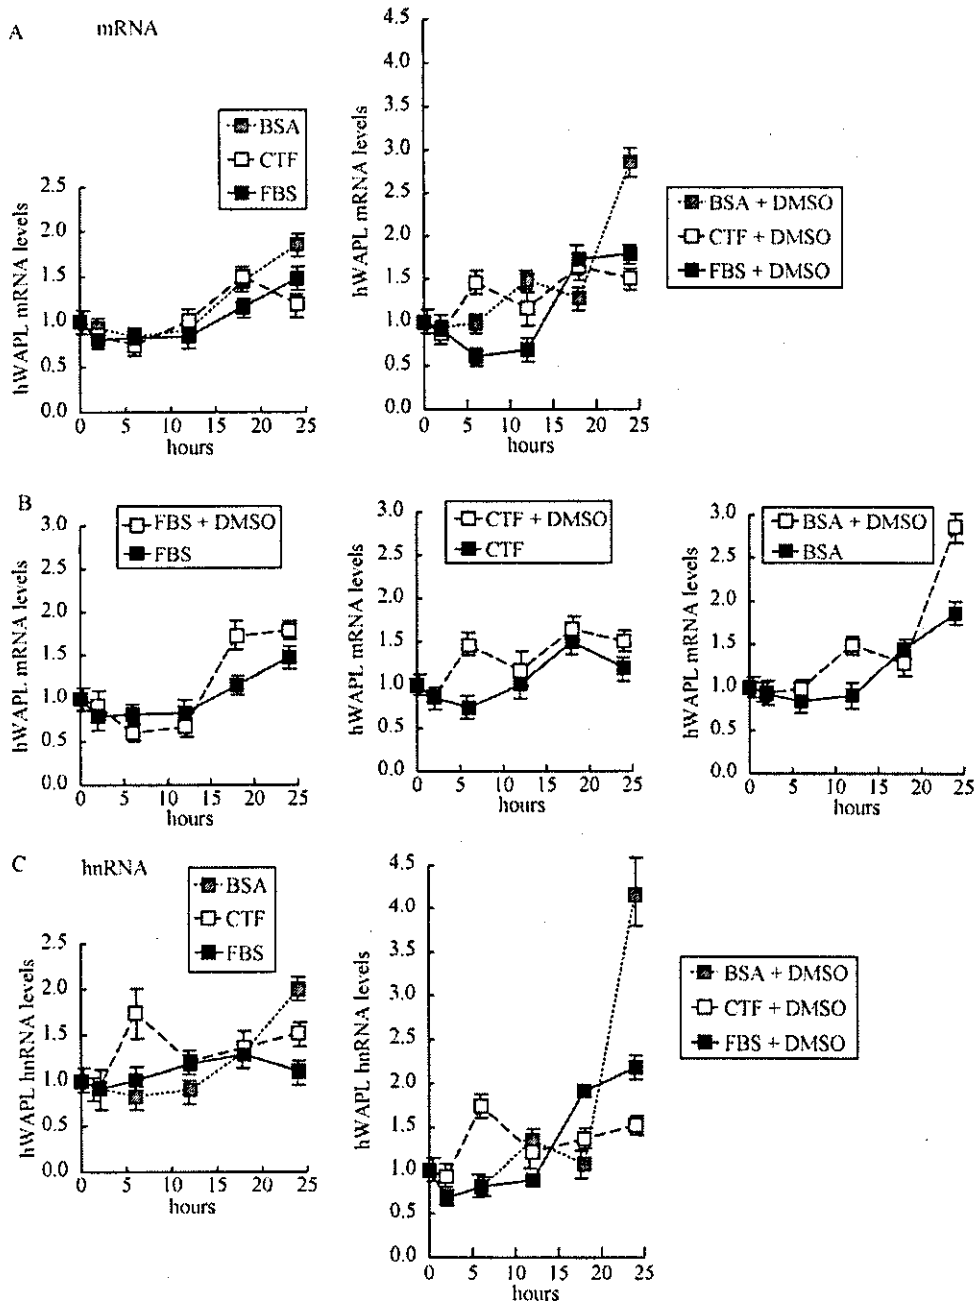 A mRNA
BSA
CTF
FBS
hWAPL mRNA levels
2.5
2.0
1.5
1.0
0.5
0.0
0 5 10 15 20 25
hours
hWAPL mRNA levels
4.5
4.0
3.5
3.0
2.5
2.0
1.5
1.0
0.5
0.0
0 5 10 15 20 25
hours
BSA + DMSO
CTF + DMSO
FBS + DMSO
B
FBS + DMSO
FBS
hWAPL mRNA levels
3.0
2.5
2.0
1.5
1.0
0.5
0.0
0 5 10 15 20 25
hours
CTF + DMSO
CTF
hWAPL mRNA levels
3.0
2.5
2.0
1.5
1.0
0.5
0.0
0 5 10 15 20 25
hours
BSA + DMSO
BSA
hWAPL mRNA levels
3.0
2.5
2.0
1.5
1.0
0.5
0.0
0 5 10 15 20 25
hours
C hnRNA
BSA
CTF
FBS
hWAPL hnRNA levels
2.5
2.0
1.5
1.0
0.5
0.0
0 5 10 15 20 25
hours
hWAPL hnRNA levels
4.5
4.0
3.5
3.0
2.5
2.0
1.5
1.0
0.5
0.0
0 5 10 15 20 25
hours
BSA + DMSO
CTF + DMSO
FBS + DMSO